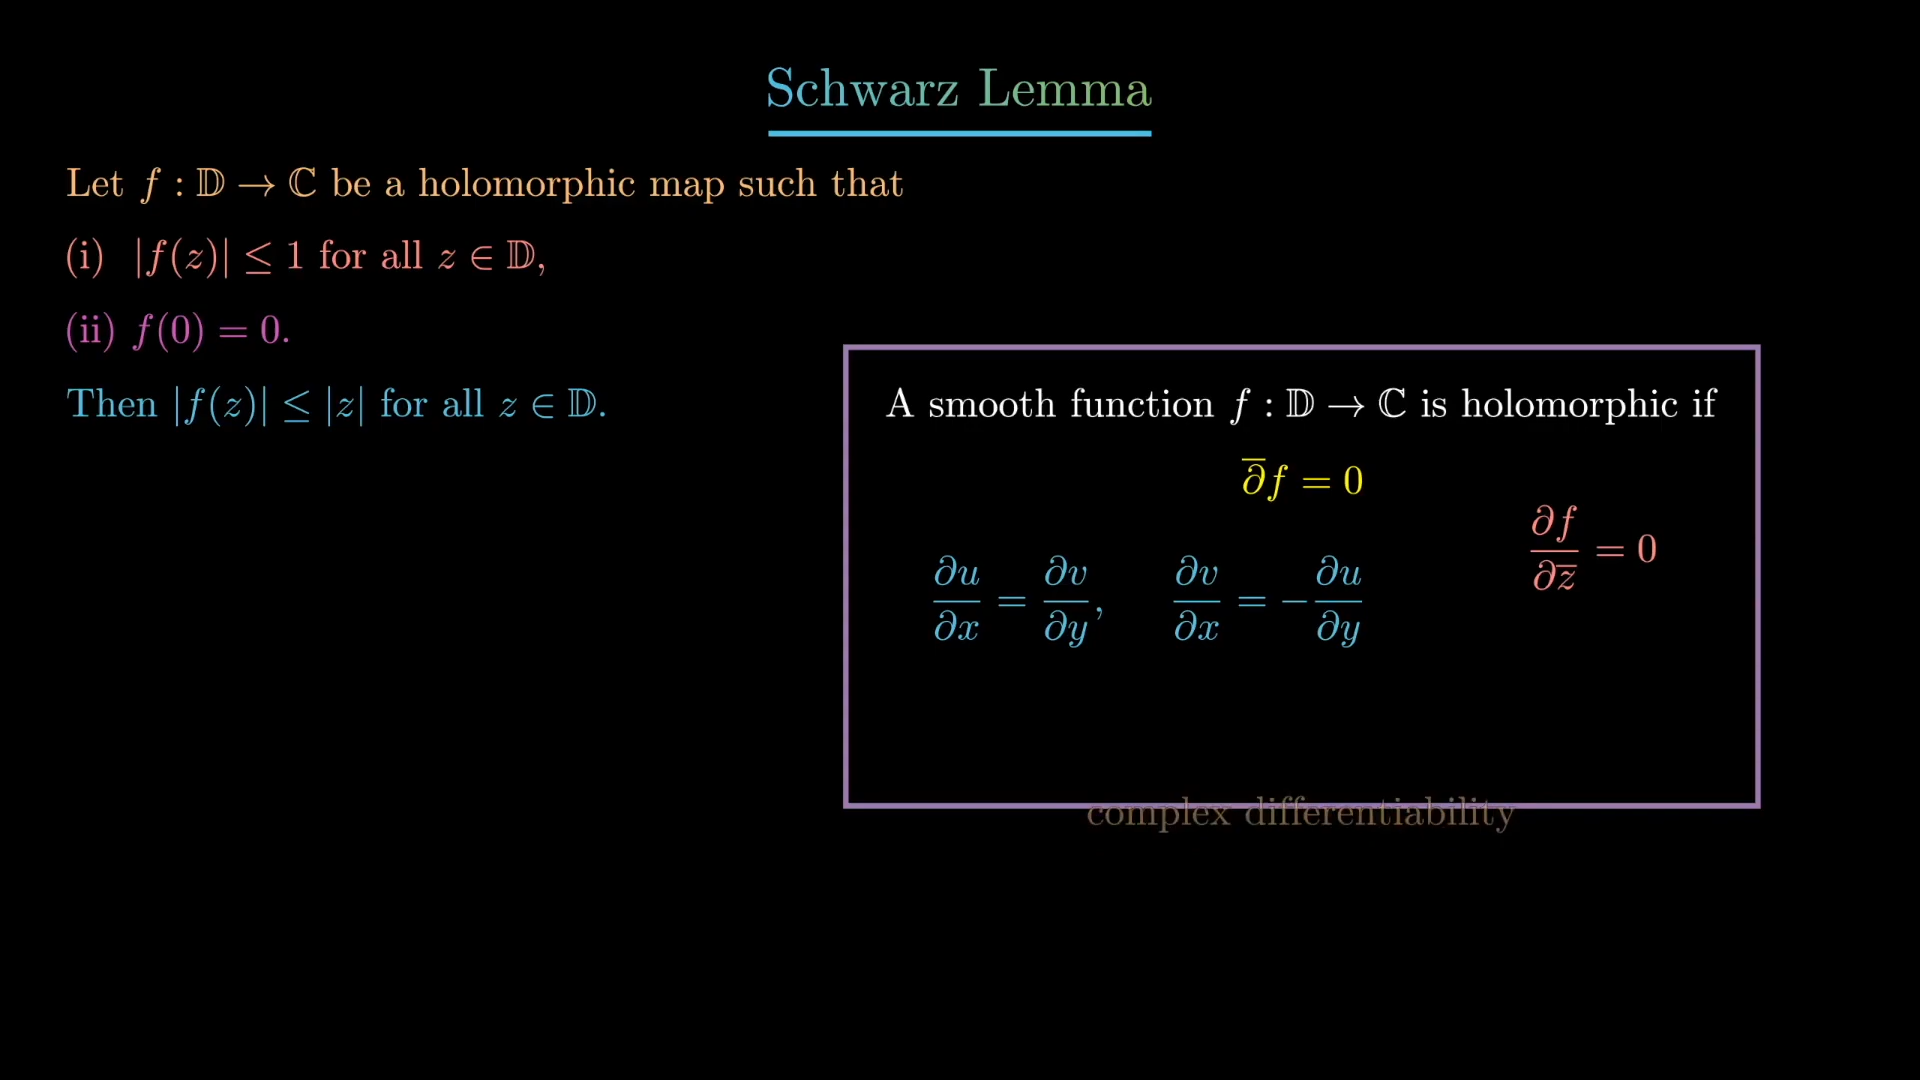 Schwarz Lemma
Let f : 𝔻 → ℂ be a holomorphic map such that
(i) |f(z)| ≤ 1 for all z ∈ 𝔻,
(ii) f(0) = 0.
Then |f(z)| ≤ |z| for all z ∈ 𝔻.
A smooth function f : 𝔻 → ℂ is holomorphic if
∂̅f = 0
∂u/∂x = ∂v/∂y, ∂v/∂x = −∂u/∂y
∂f/∂z̅ = 0
complex differentiability